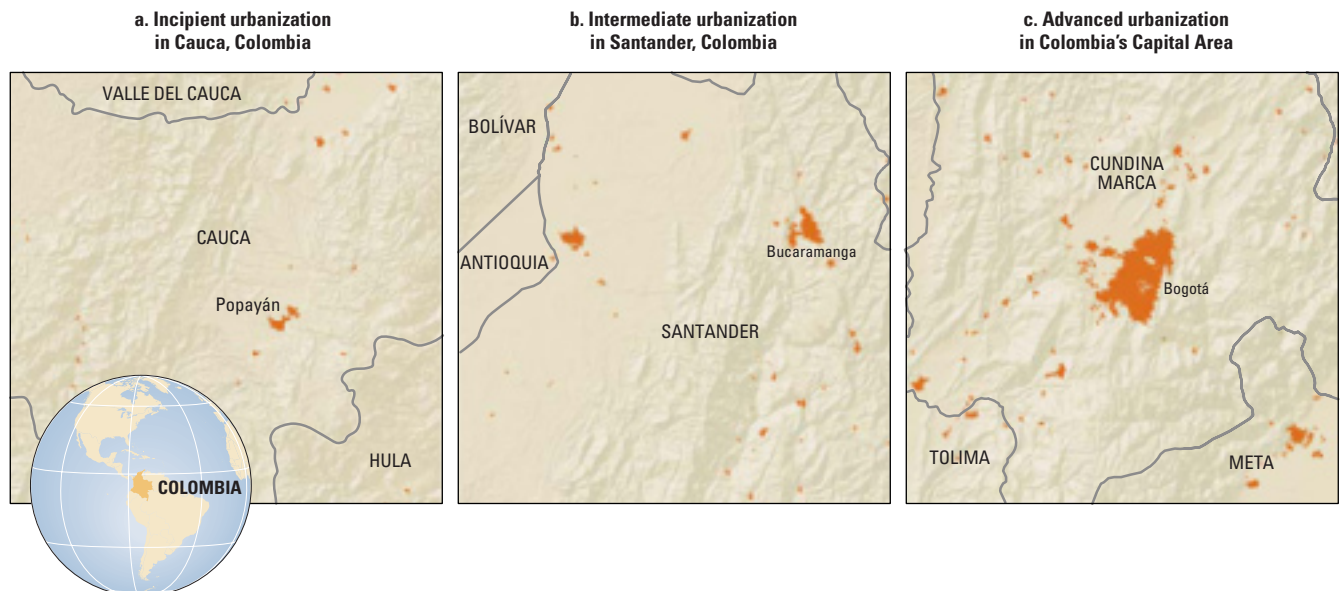 a. Incipient urbanization
in Cauca, Colombia
VALLE DEL CAUCA
CAUCA
Popayán
HULA
COLOMBIA
b. Intermediate urbanization
in Santander, Colombia
BOLÍVAR
ANTIOQUIA
Bucaramanga
SANTANDER
c. Advanced urbanization
in Colombia’s Capital Area
CUNDINA
MARCA
Bogotá
TOLIMA
META